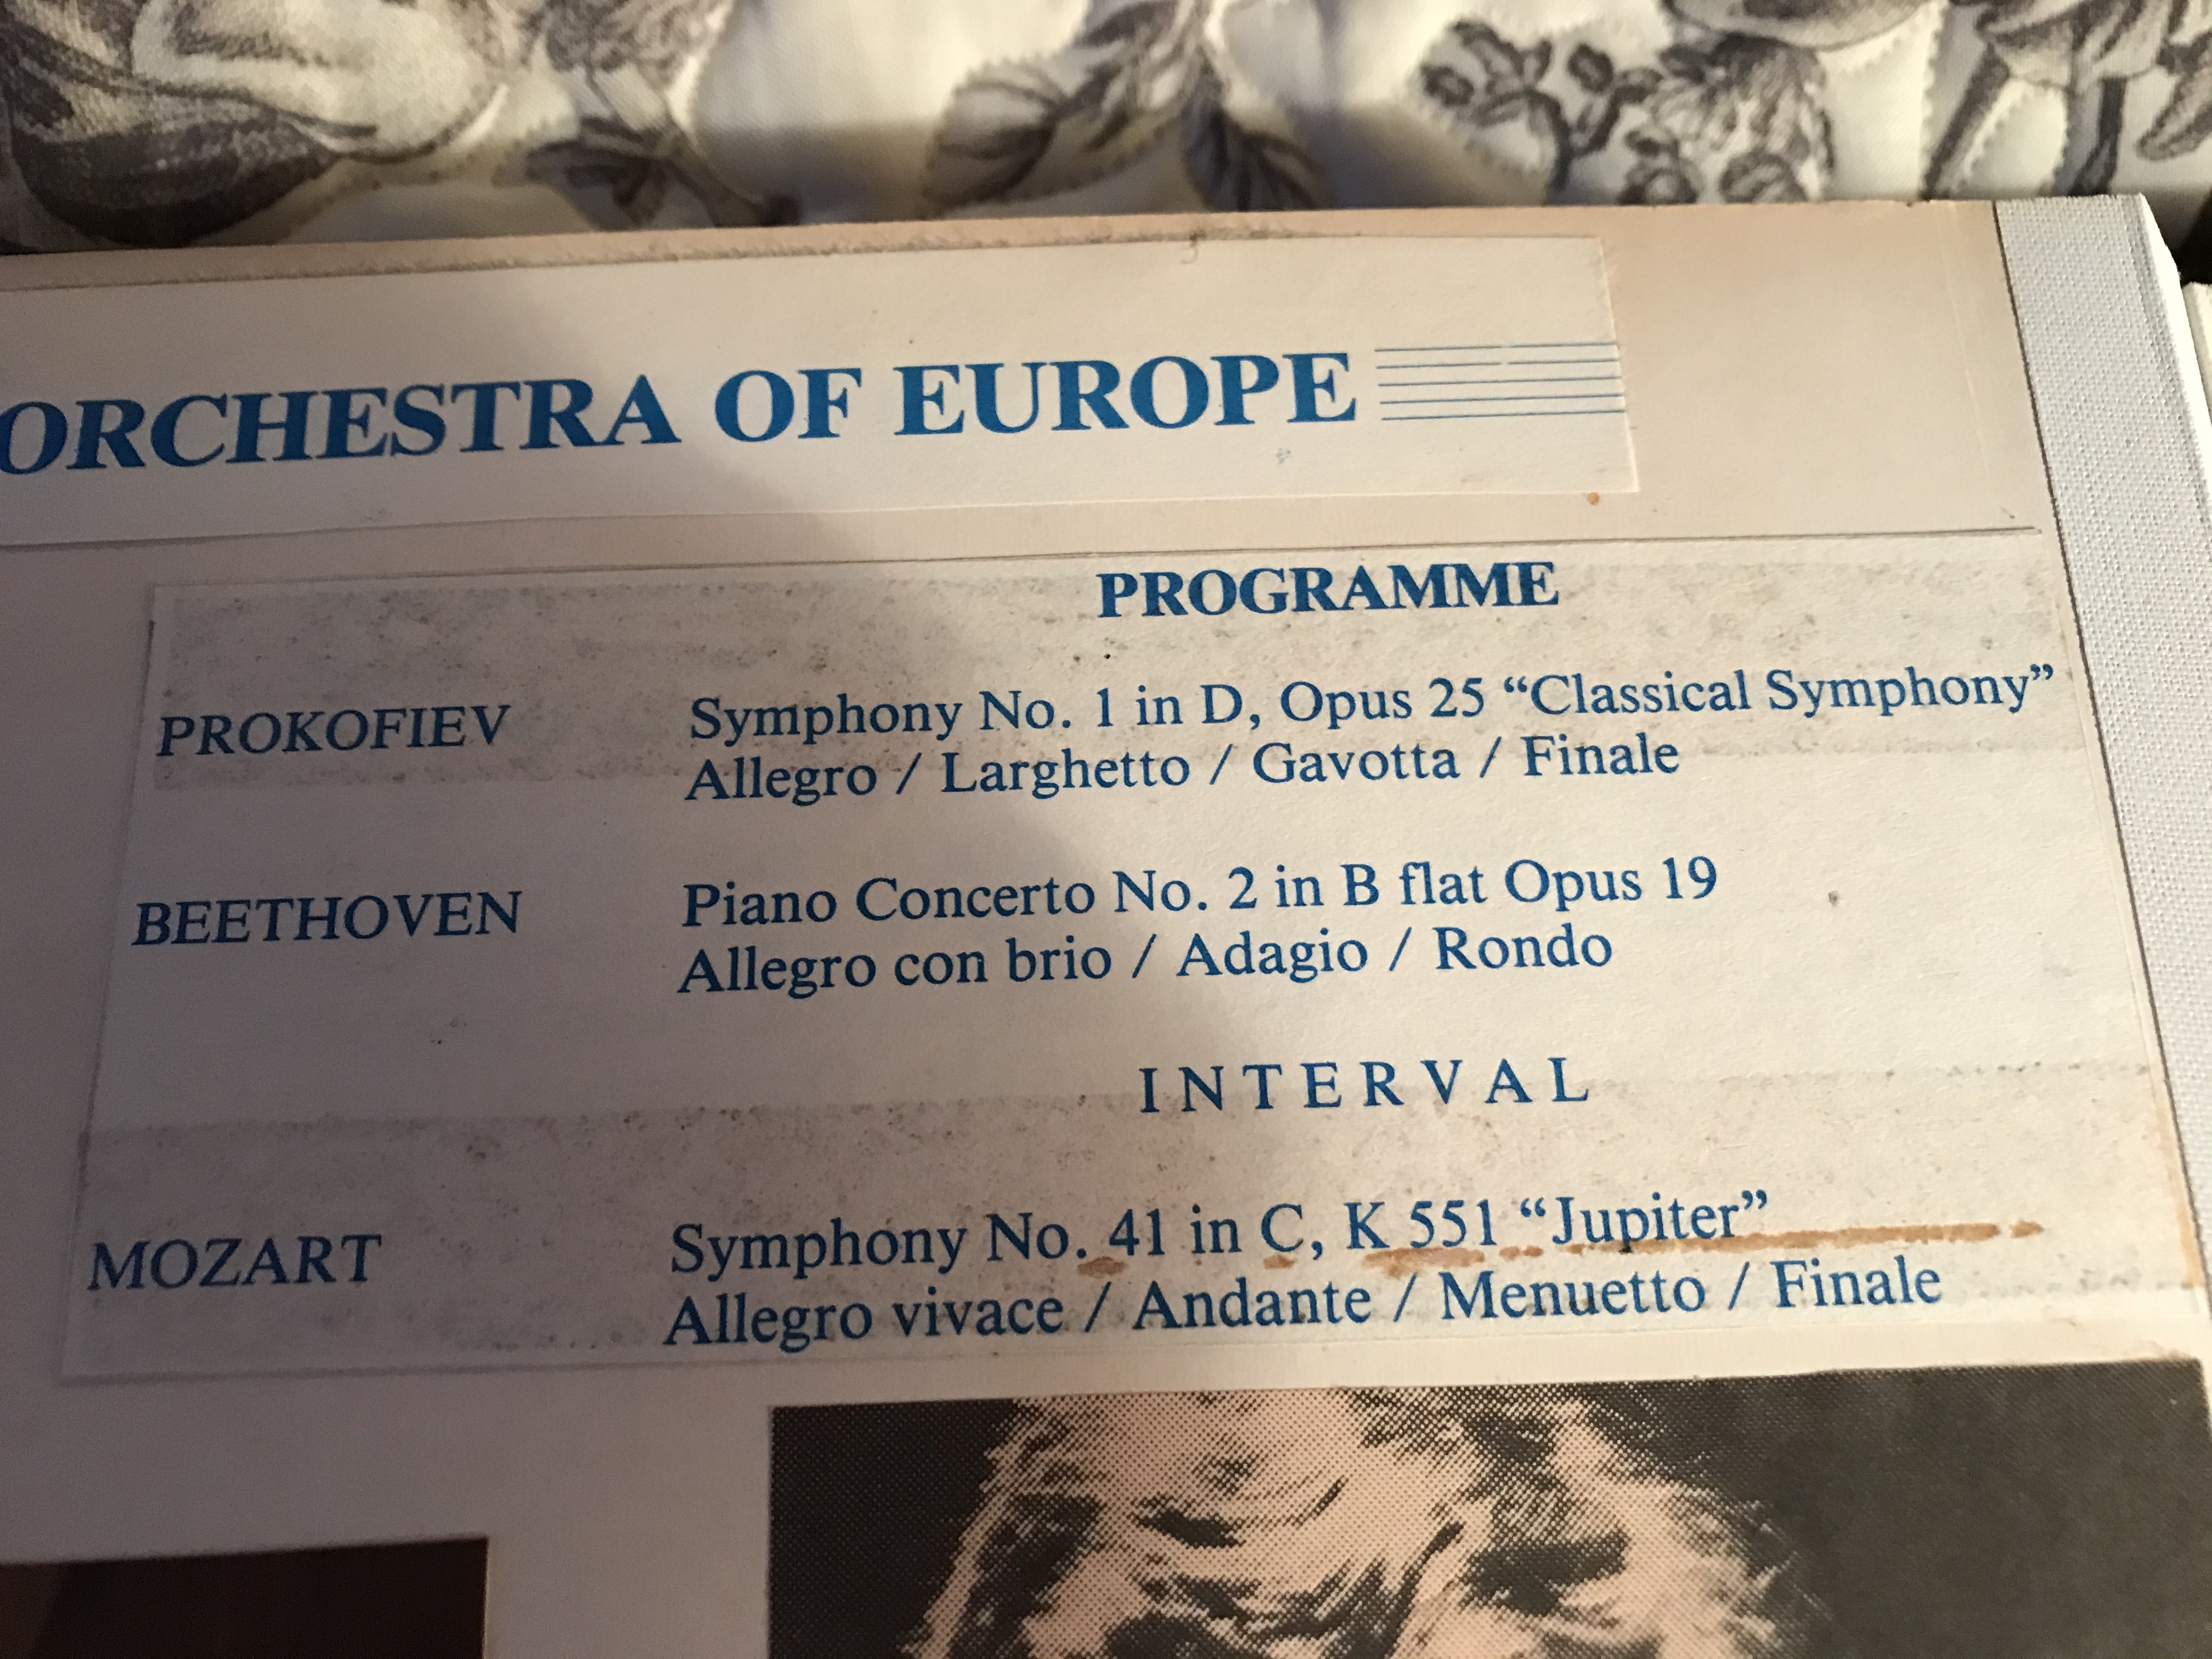 ORCHESTRA OF EUROPE
PROGRAMME
PROKOFIEV Symphony No. 1 in D, Opus 25 “Classical Symphony”
Allegro / Larghetto / Gavotta / Finale
BEETHOVEN Piano Concerto No. 2 in B flat Opus 19
Allegro con brio / Adagio / Rondo
INTERVAL
MOZART Symphony No. 41 in C, K 551 “Jupiter”
Allegro vivace / Andante / Menuetto / Finale